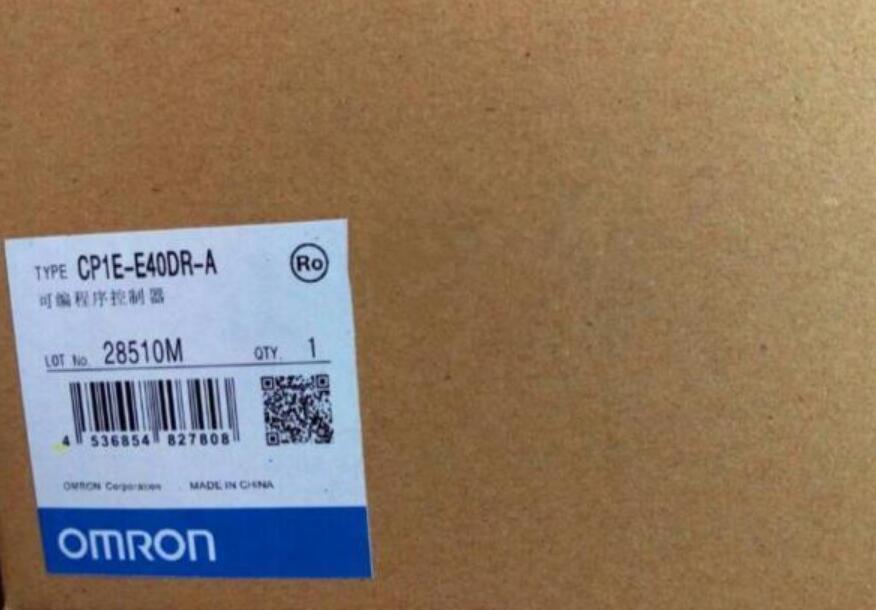 TYPE CP1E-E40DR-A Ro
可编程序控制器
LOT No. 28510M QTY. 1
4 536854 827808
OMRON Corporation MADE IN CHINA
OMRON